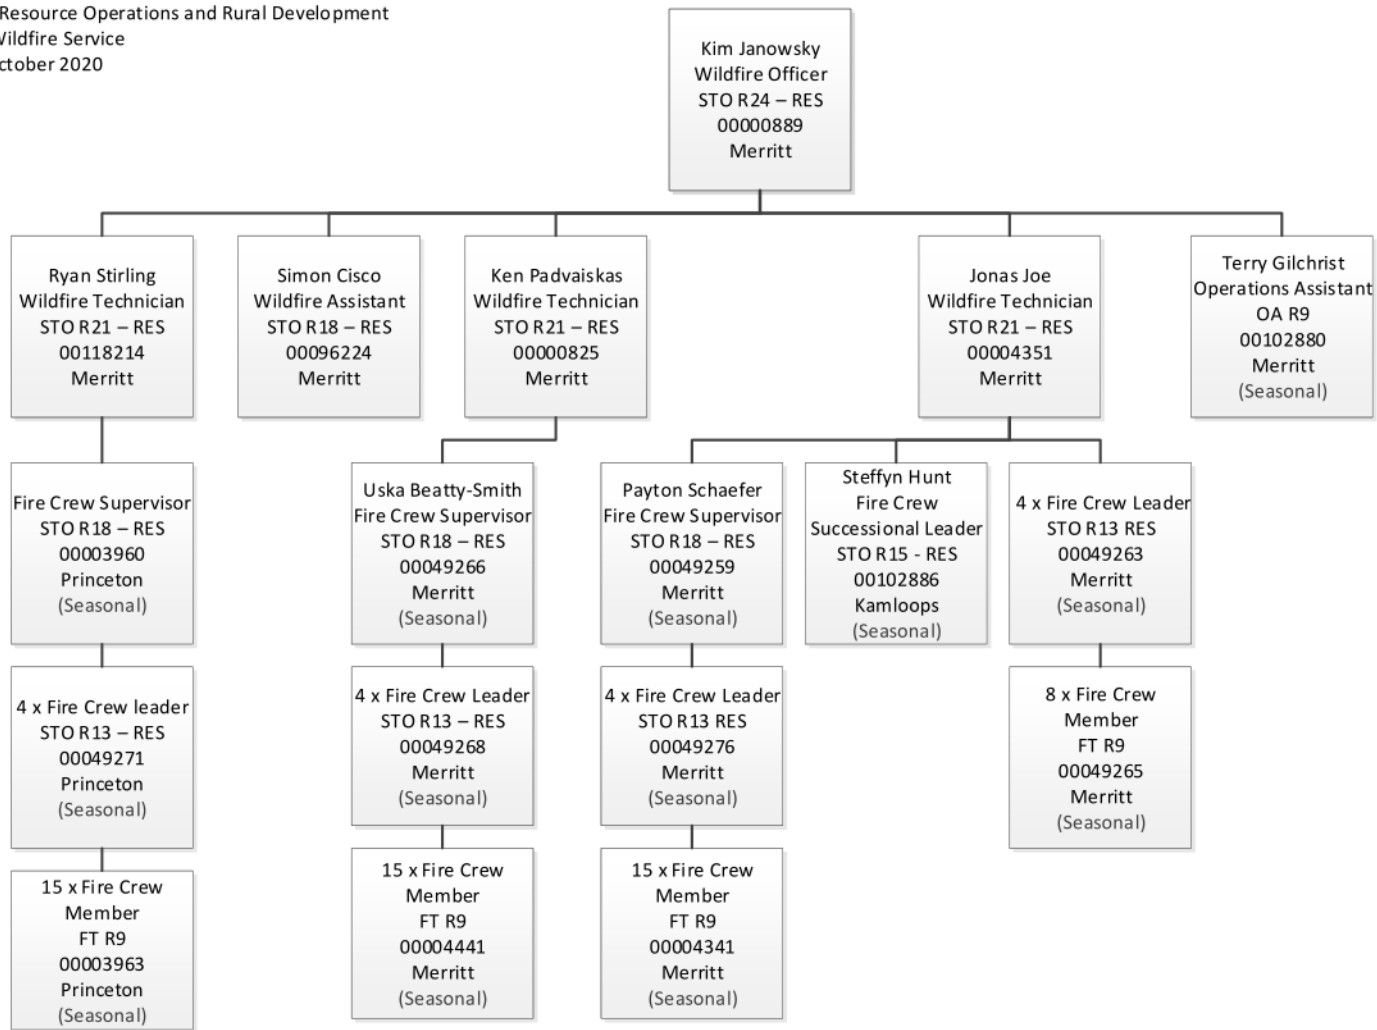 Resource Operations and Rural Development
Wildfire Service
ctober 2020
Kim Janowsky
Wildfire Officer
STO R24 – RES
00000889
Merritt
Ryan Stirling
Wildfire Technician
STO R21 – RES
00118214
Merritt
Simon Cisco
Wildfire Assistant
STO R18 – RES
00096224
Merritt
Ken Padvaiskas
Wildfire Technician
STO R21 – RES
00000825
Merritt
Jonas Joe
Wildfire Technician
STO R21 – RES
00004351
Merritt
Terry Gilchrist
Operations Assistant
OA R9
00102880
Merritt
(Seasonal)
Fire Crew Supervisor
STO R18 – RES
00003960
Princeton
(Seasonal)
Uska Beatty-Smith
Fire Crew Supervisor
STO R18 – RES
00049266
Merritt
(Seasonal)
Payton Schaefer
Fire Crew Supervisor
STO R18 – RES
00049259
Merritt
(Seasonal)
Steffyn Hunt
Fire Crew
Successional Leader
STO R15 - RES
00102886
Kamloops
(Seasonal)
4 x Fire Crew Leader
STO R13 RES
00049263
Merritt
(Seasonal)
4 x Fire Crew leader
STO R13 – RES
00049271
Princeton
(Seasonal)
4 x Fire Crew Leader
STO R13 – RES
00049268
Merritt
(Seasonal)
4 x Fire Crew Leader
STO R13 RES
00049276
Merritt
(Seasonal)
8 x Fire Crew
Member
FT R9
00049265
Merritt
(Seasonal)
15 x Fire Crew
Member
FT R9
00003963
Princeton
(Seasonal)
15 x Fire Crew
Member
FT R9
00004441
Merritt
(Seasonal)
15 x Fire Crew
Member
FT R9
00004341
Merritt
(Seasonal)